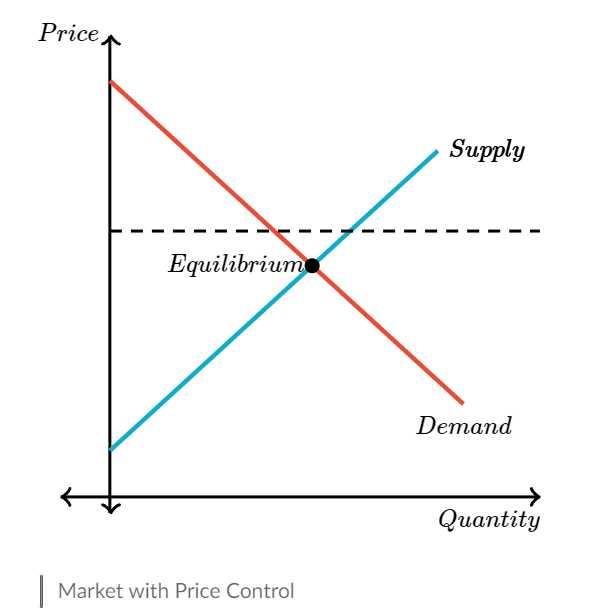 Price
Supply
Equilibrium
Demand
Quantity
Market with Price Control